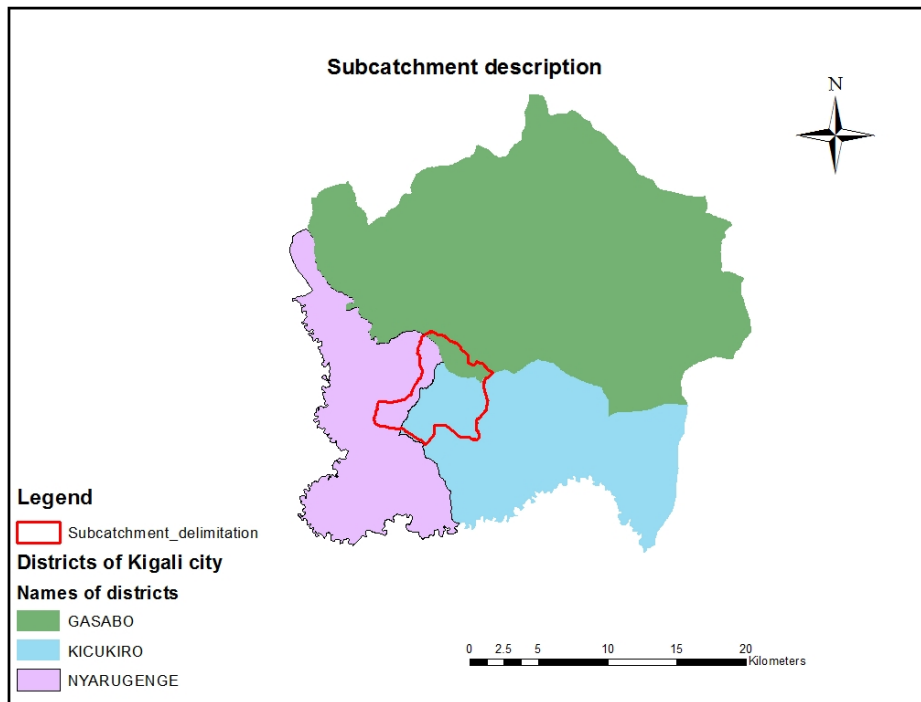 Subcatchment description
N
Legend
Subcatchment_delimitation
Districts of Kigali city
Names of districts
GASABO
KICUKIRO
NYARUGENGE
0 2.5 5 10 15 20
Kilometers